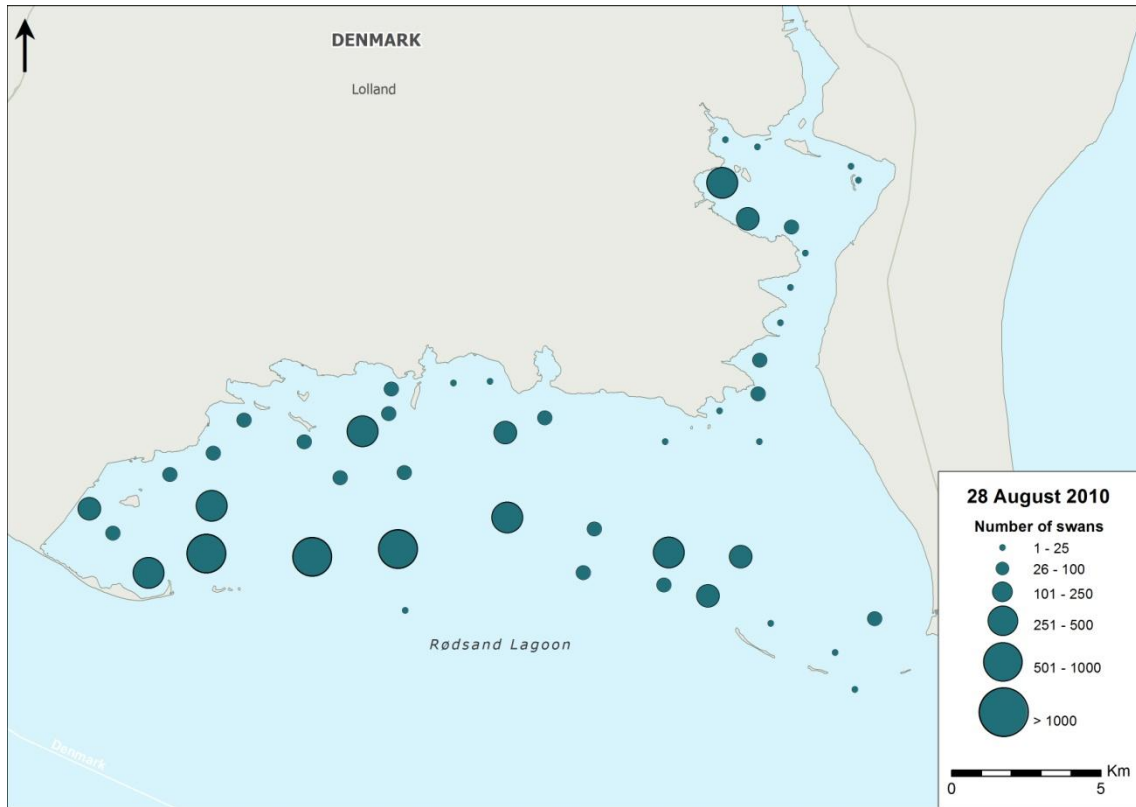 DENMARK
Lolland
Rødsand Lagoon
Denmark
28 August 2010
Number of swans
1 - 25
26 - 100
101 - 250
251 - 500
501 - 1000
> 1000
Km
0 5